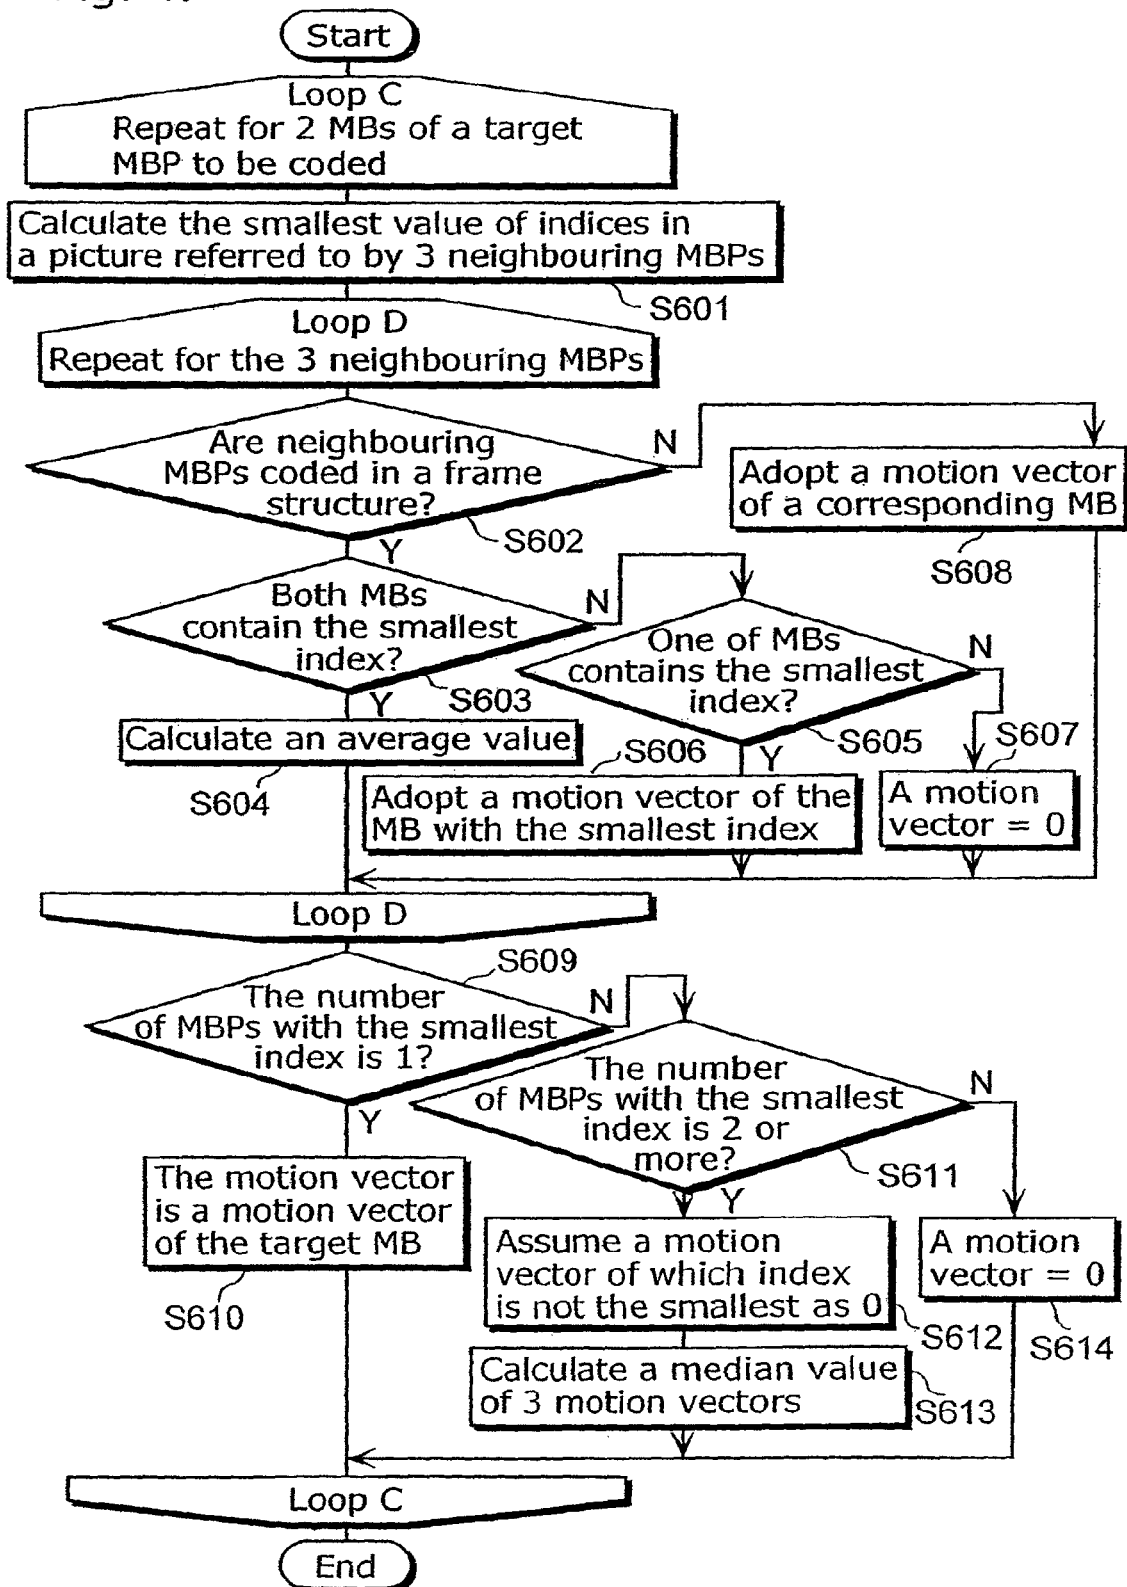 Start
Loop C
Repeat for 2 MBs of a target
MBP to be coded
Calculate the smallest value of indices in
a picture referred to by 3 neighbouring MBPs
S601
Loop D
Repeat for the 3 neighbouring MBPs
Are neighbouring
MBPs coded in a frame
structure?
N
S602
Y
Adopt a motion vector
of a corresponding MB
S608
Both MBs
contain the smallest
index?
N
S603
Y
One of MBs
contains the smallest
index?
N
S605
Y
Calculate an average value
S604
S606
Adopt a motion vector of the
MB with the smallest index
S607
A motion
vector = 0
Loop D
S609
The number
of MBPs with the smallest
index is 1?
N
Y
The number
of MBPs with the smallest
index is 2 or
more?
N
S611
Y
The motion vector
is a motion vector
of the target MB
S610
Assume a motion
vector of which index
is not the smallest as 0
S612
A motion
vector = 0
S614
Calculate a median value
of 3 motion vectors
S613
Loop C
End